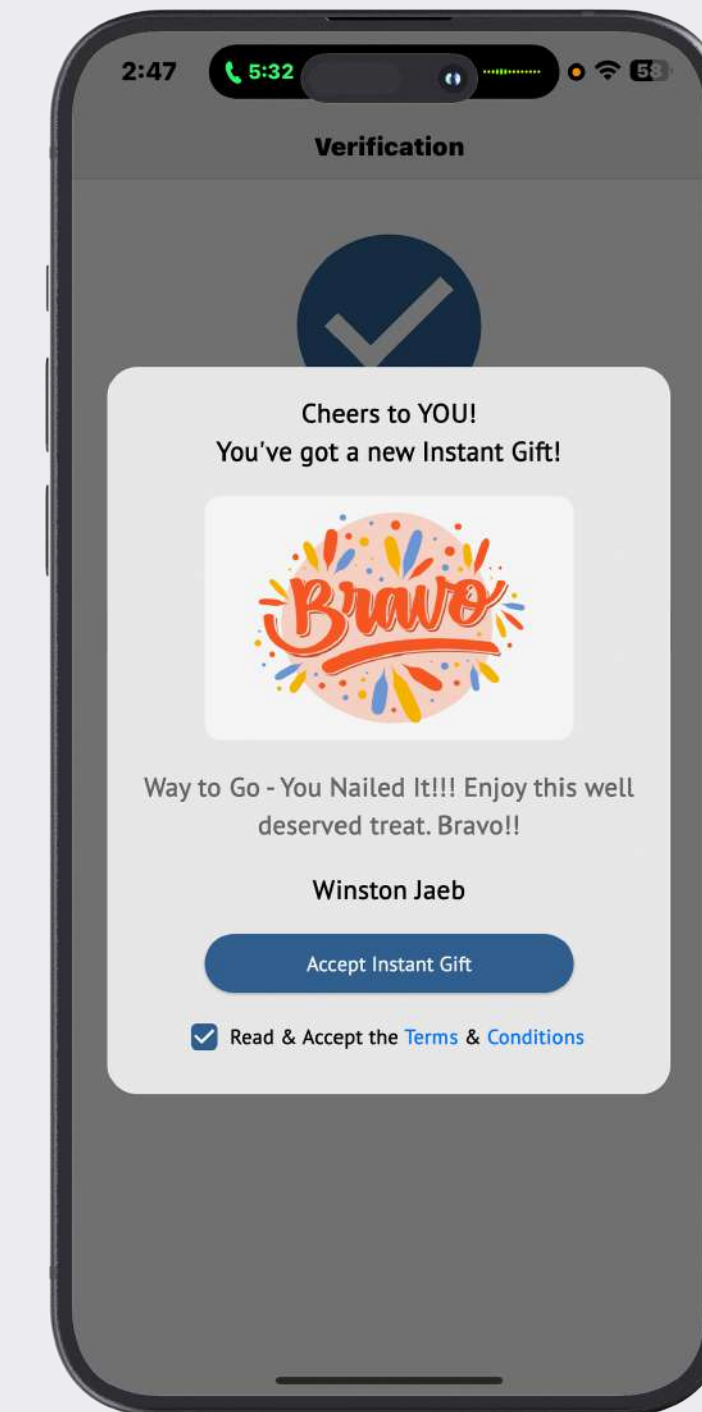 2:47
5:32
58
Verification
Cheers to YOU!
You've got a new Instant Gift!
Bravo
Way to Go - You Nailed It!!! Enjoy this well
deserved treat. Bravo!!
Winston Jaeb
Accept Instant Gift
Read & Accept the Terms & Conditions